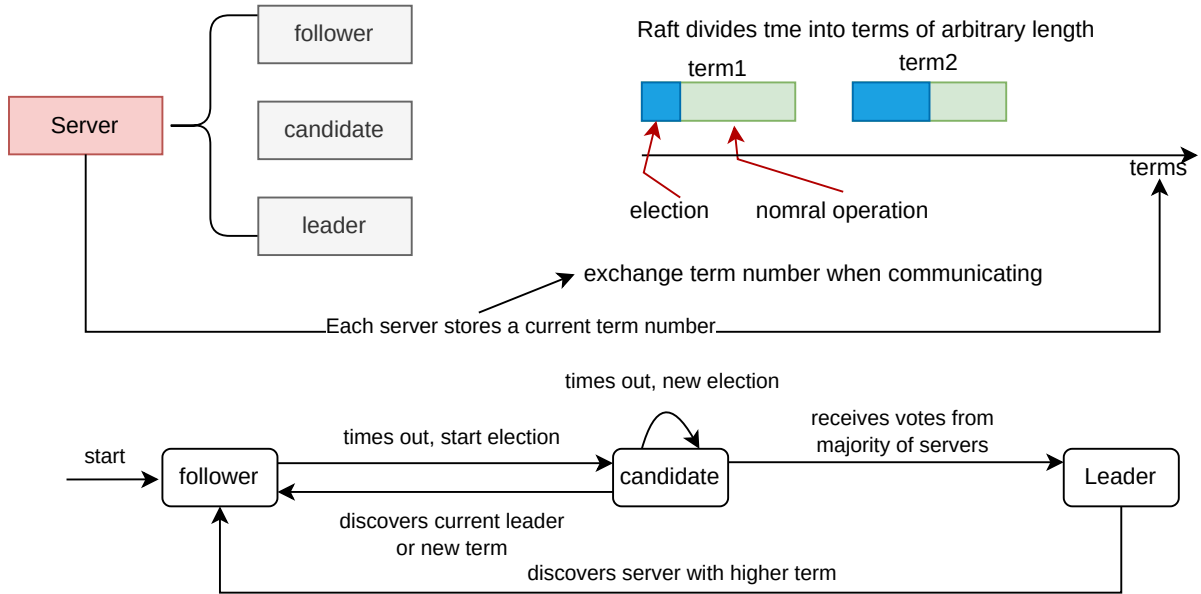 follower
Server
candidate
leader
Raft divides tme into terms of arbitrary length
term1
term2
terms
election
nomral operation
exchange term number when communicating
Each server stores a current term number
times out, new election
start
follower
times out, start election
candidate
receives votes from
majority of servers
Leader
discovers current leader
or new term
discovers server with higher term